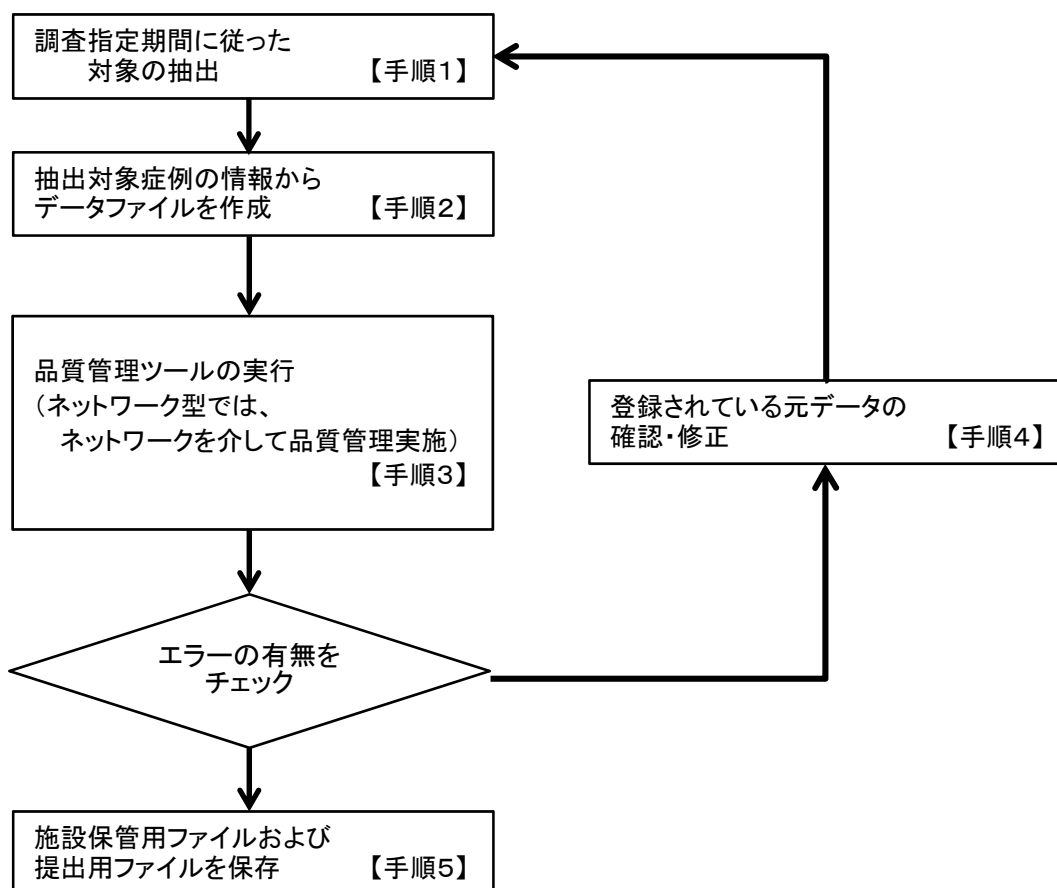 調査指定期間に従った
対象の抽出 【手順1】
抽出対象症例の情報から
データファイルを作成 【手順2】
品質管理ツールの実行
(ネットワーク型では、
ネットワークを介して品質管理実施)
【手順3】
登録されている元データの
確認・修正 【手順4】
エラーの有無を
チェック
施設保管用ファイルおよび
提出用ファイルを保存 【手順5】